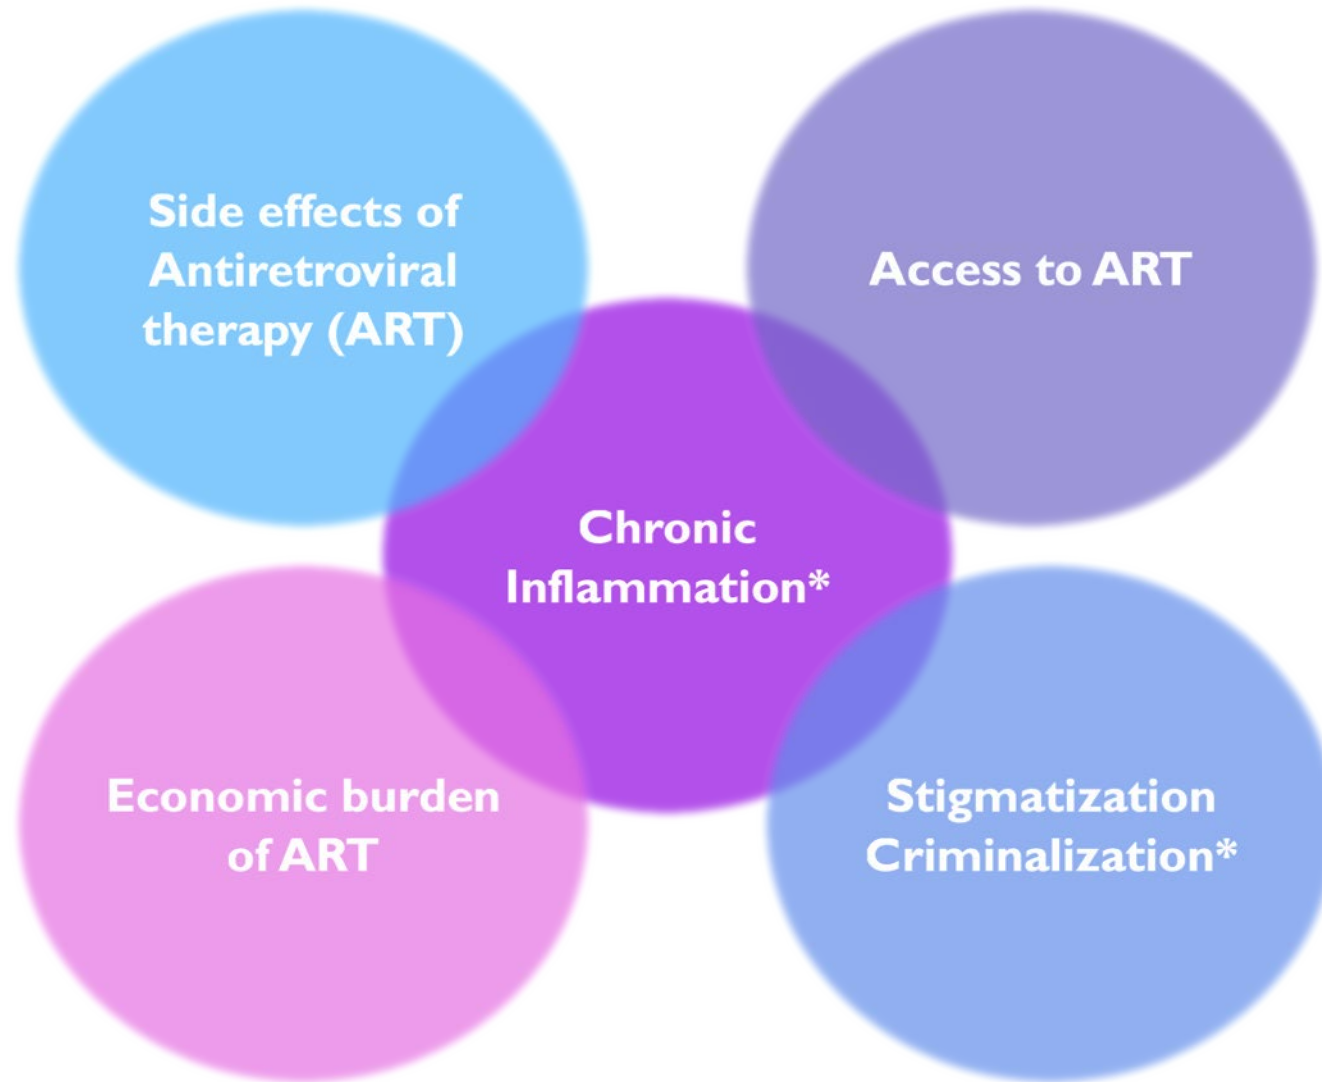 Side effects of
Antiretroviral
therapy (ART)
Access to ART
Chronic
Inflammation*
Economic burden
of ART
Stigmatization
Criminalization*